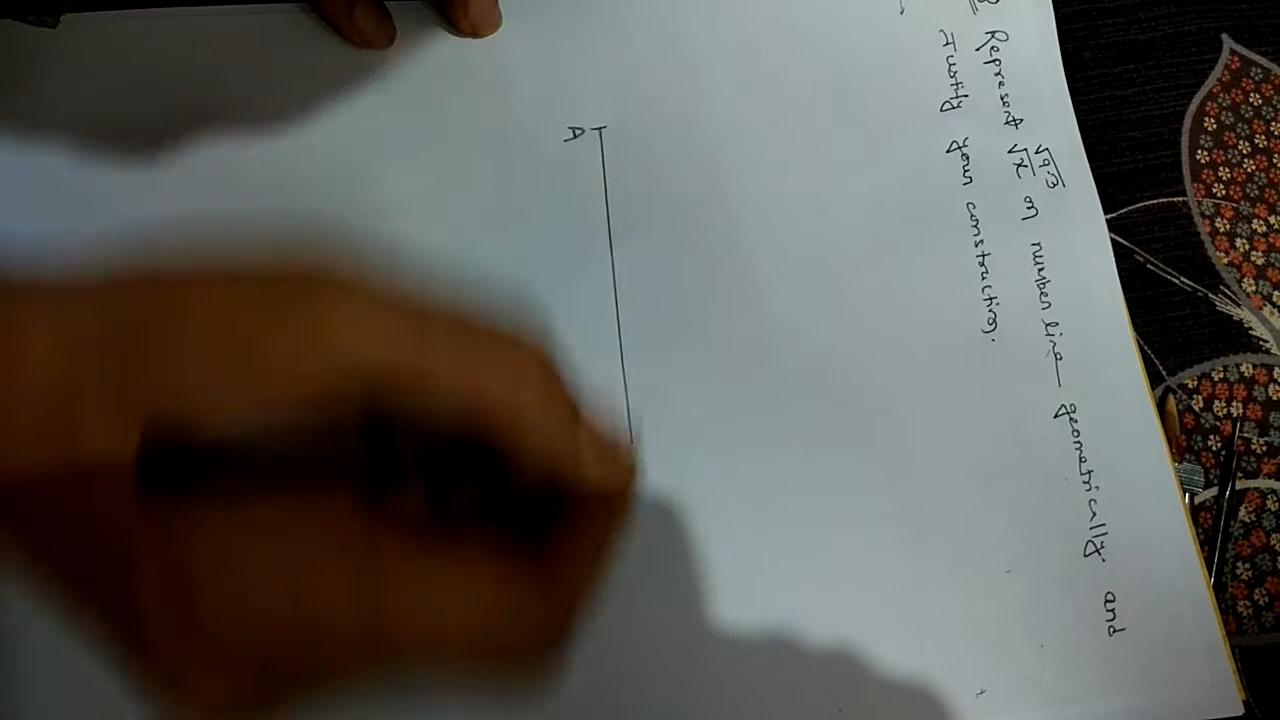 √9.3
Represent √x on number line geometrically. and
Justify your construction.
A